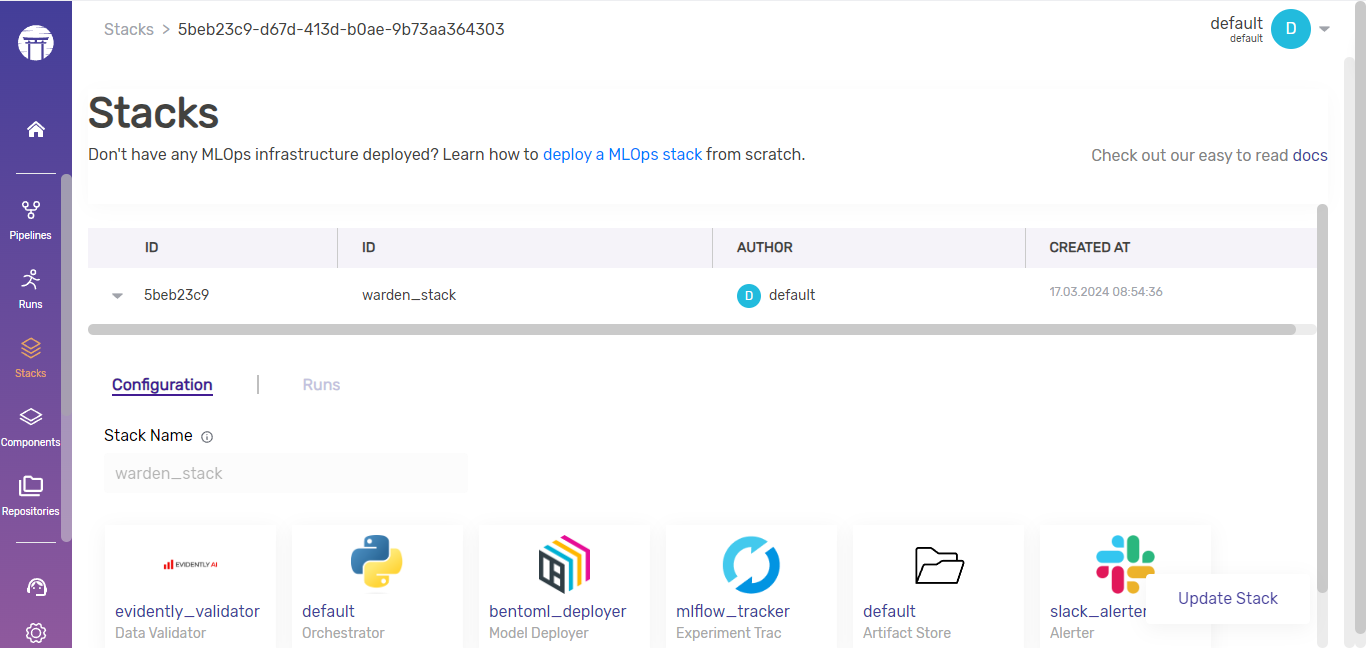 Stacks > 5beb23c9-d67d-413d-b0ae-9b73aa364303
default
default
D
Stacks
Don't have any MLOps infrastructure deployed? Learn how to deploy a MLOps stack from scratch.
Check out our easy to read docs
Pipelines
Runs
Stacks
Components
Repositories
ID ID AUTHOR CREATED AT
5beb23c9 warden_stack D default 17.03.2024 08:54:36
Configuration | Runs
Stack Name
warden_stack
EVIDENTLY AI
evidently_validator
Data Validator
default
Orchestrator
bentoml_deployer
Model Deployer
mlflow_tracker
Experiment Trac
default
Artifact Store
slack_alerter
Alerter
Update Stack